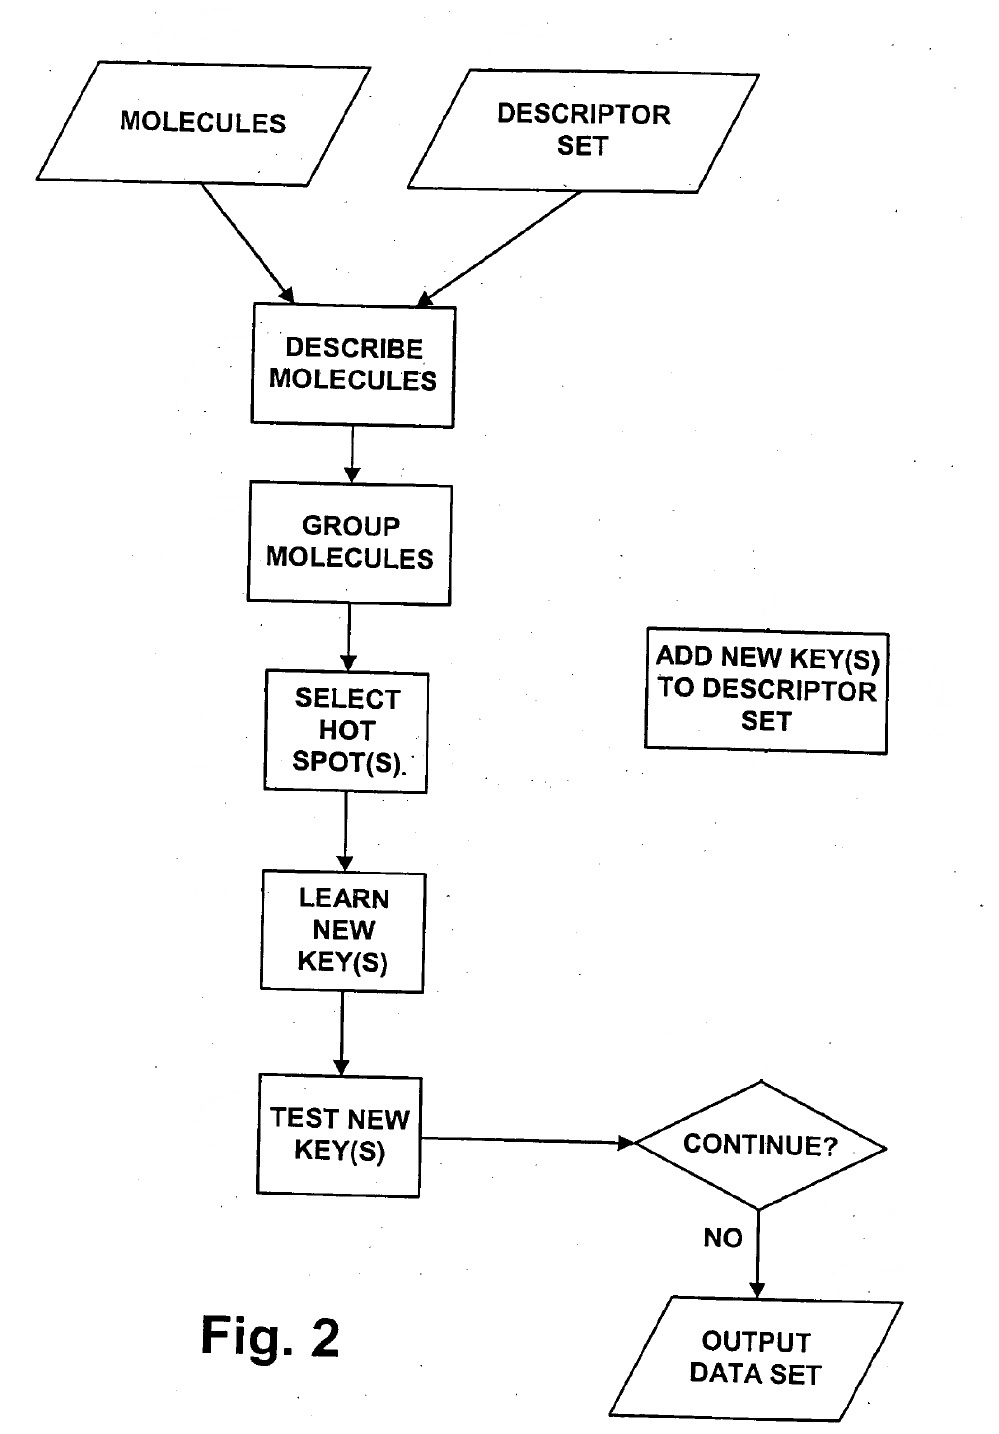 MOLECULES
DESCRIPTOR
SET
DESCRIBE
MOLECULES
GROUP
MOLECULES
SELECT
HOT
SPOT(S).
ADD NEW KEY(S)
TO DESCRIPTOR
SET
LEARN
NEW
KEY(S)
TEST NEW
KEY(S)
CONTINUE?
NO
OUTPUT
DATA SET
Fig. 2